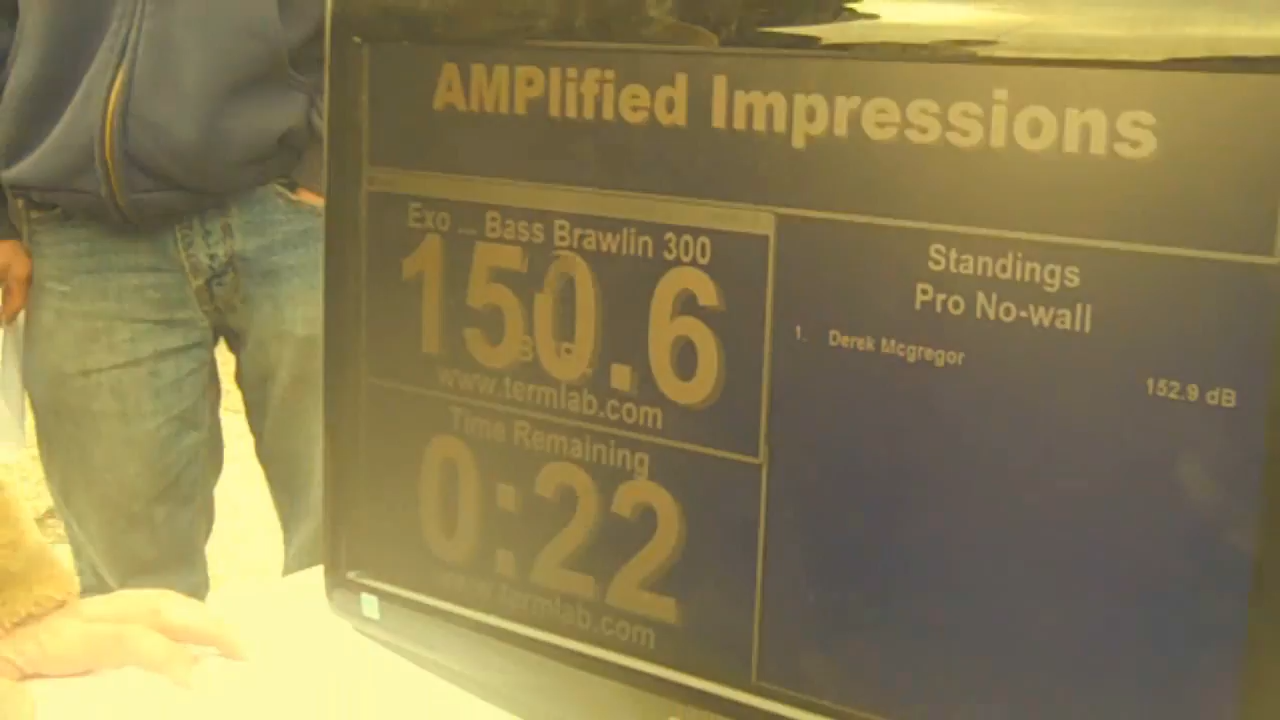 AMPlified Impressions
Exo ... Bass Brawlin 300
150.6
www.termlab.com
Time Remaining
0:22
www.termlab.com
Standings
Pro No-wall
1. Derek Mcgregor
152.9 dB